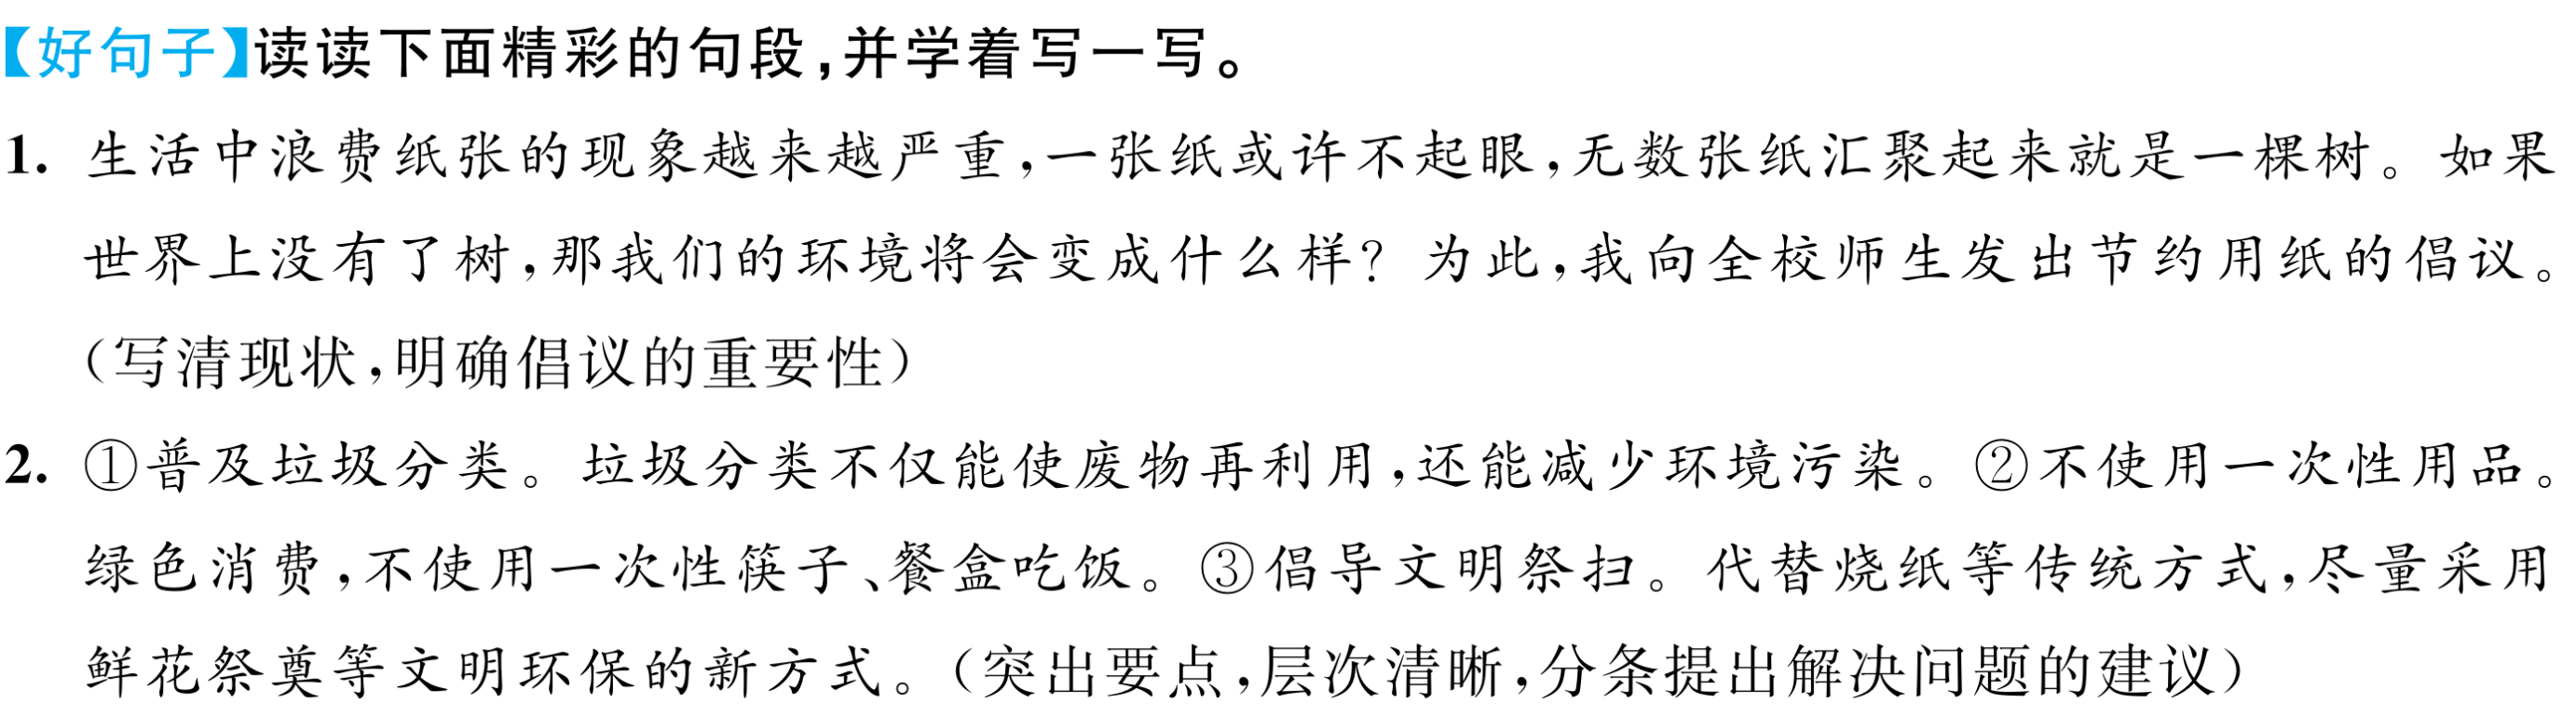 【好句子】读读下面精彩的句段,并学着写一写。
1. 生活中浪费纸张的现象越来越严重,一张纸或许不起眼,无数张纸汇聚起来就是一棵树。如果
世界上没有了树,那我们的环境将会变成什么样？为此,我向全校师生发出节约用纸的倡议。
（写清现状,明确倡议的重要性）
2. ①普及垃圾分类。垃圾分类不仅能使废物再利用,还能减少环境污染。②不使用一次性用品。
绿色消费,不使用一次性筷子、餐盒吃饭。③倡导文明祭扫。代替烧纸等传统方式,尽量采用
鲜花祭奠等文明环保的新方式。（突出要点,层次清晰,分条提出解决问题的建议）